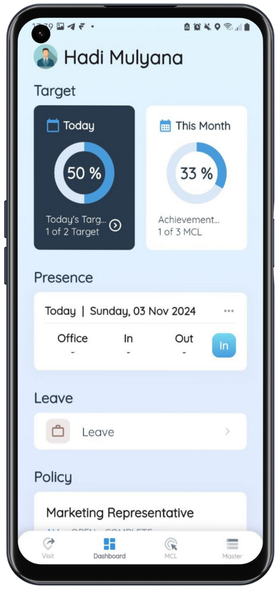 Hadi Mulyana
Target
Today
This Month
50 %
33 %
Today's Targ...
Achievement...
1 of 2 Target
1 of 3 MCL
Presence
Today | Sunday, 03 Nov 2024
Office In Out
- - -
In
Leave
Leave
Policy
Marketing Representative
Visit Dashboard MCL Master